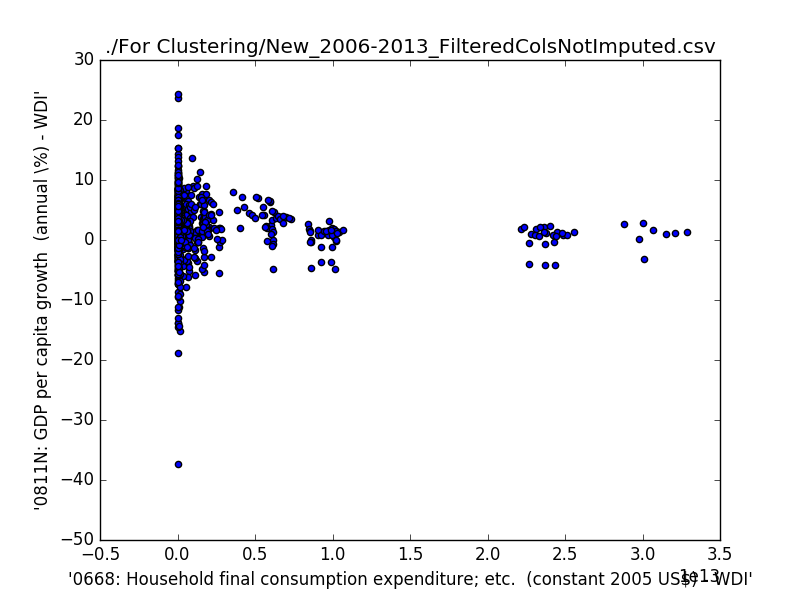 ./For Clustering/New_2006-2013_FilteredColsNotImputed.csv
30
20
10
0
−10
−20
−30
−40
−50
'0811N: GDP per capita growth  (annual \%) - WDI'
−0.5 0.0 0.5 1.0 1.5 2.0 2.5 3.0 3.5
1e13
'0668: Household final consumption expenditure; etc.  (constant 2005 US$) - WDI'